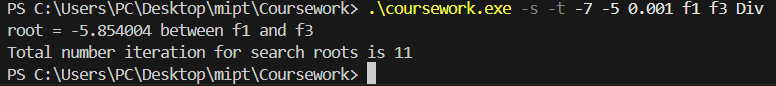 PS C:\Users\PC\Desktop\mipt\Coursework> .\coursework.exe -s -t -7 -5 0.001 f1 f3 Div
root = -5.854004 between f1 and f3
Total number iteration for search roots is 11
PS C:\Users\PC\Desktop\mipt\Coursework>